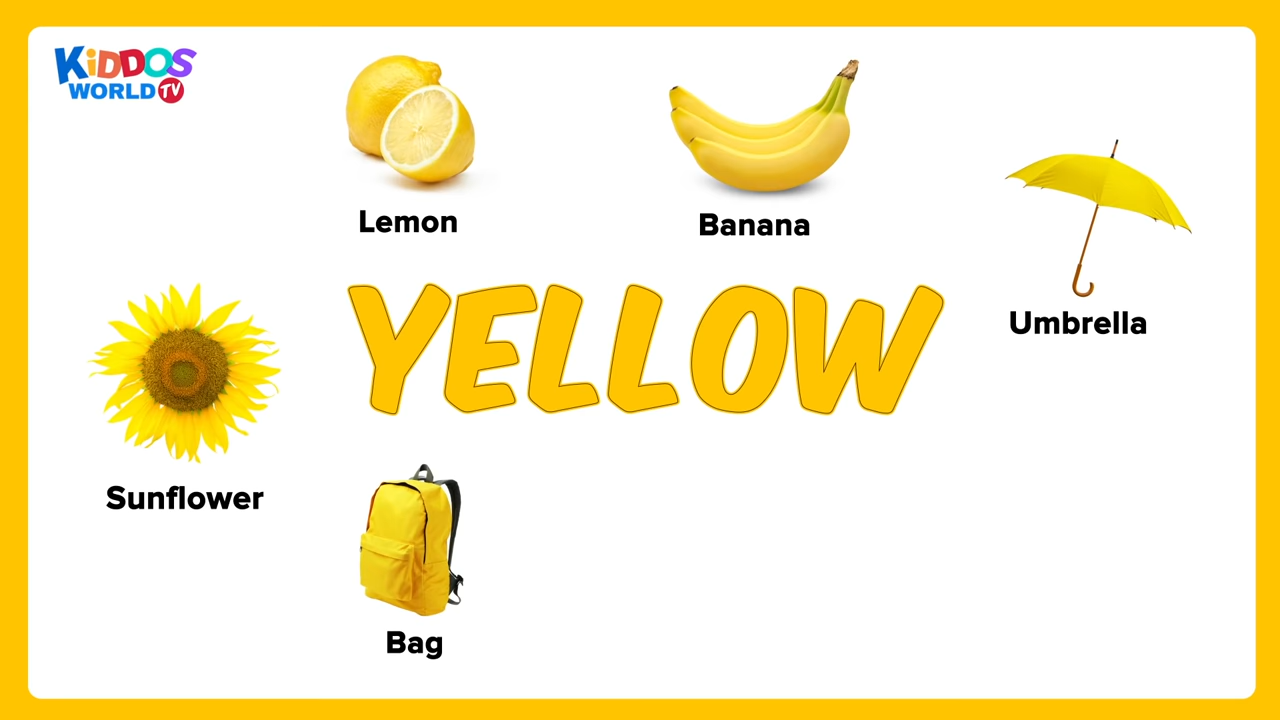 KiDDOS
WORLD TV
Lemon
Banana
Umbrella
YELLOW
Sunflower
Bag